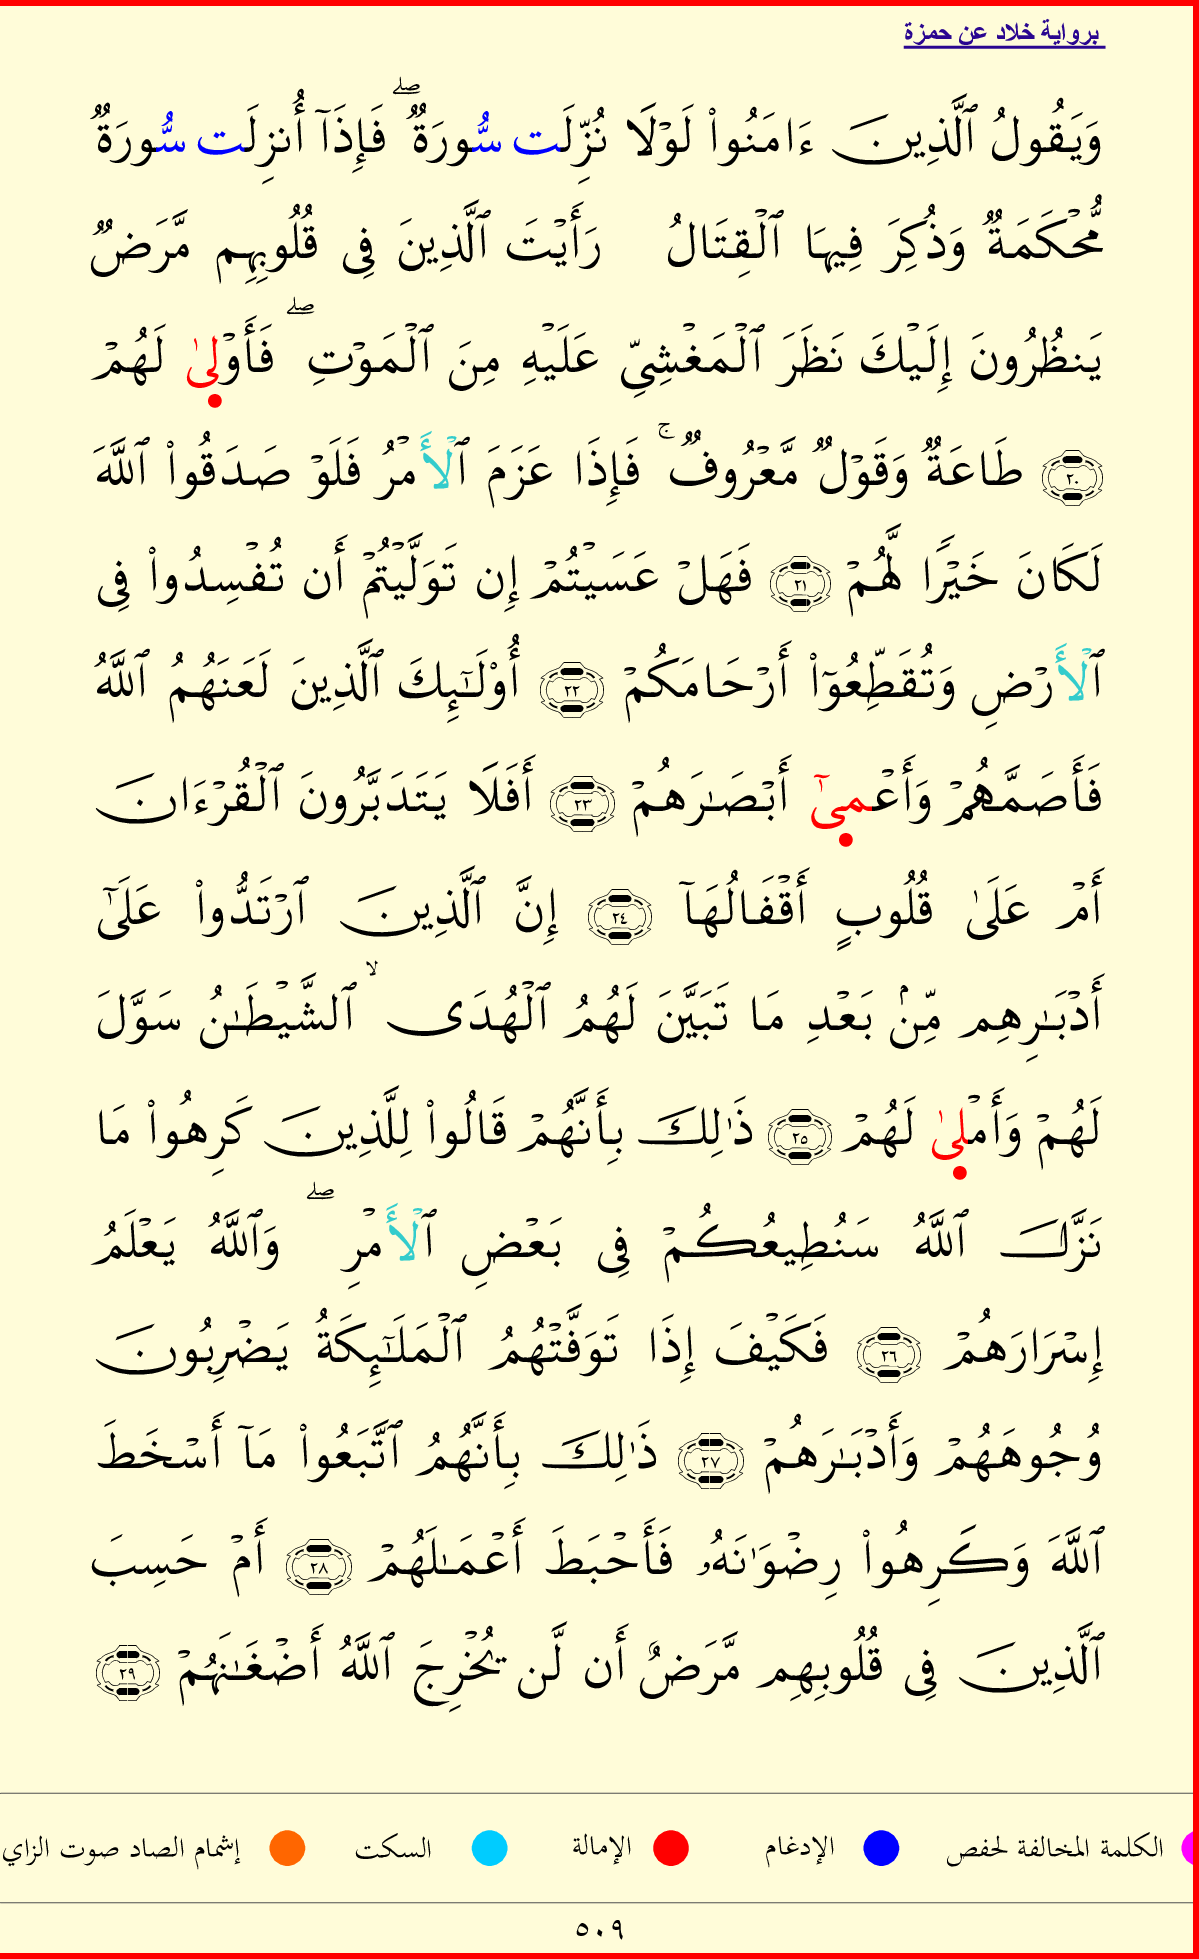 برواية خلاد عن حمزة
وَيَقُولُ ٱلَّذِينَ ءَامَنُوا۟ لَوْلَا نُزِّلَت سُّورَةٌ ۖ فَإِذَآ أُنزِلَت سُّورَةٌ
مُّحْكَمَةٌ وَذُكِرَ فِيهَا ٱلْقِتَالُ رَأَيْتَ ٱلَّذِينَ فِى قُلُوبِهِم مَّرَضٌ
يَنظُرُونَ إِلَيْكَ نَظَرَ ٱلْمَغْشِىِّ عَلَيْهِ مِنَ ٱلْمَوْتِ ۖ فَأَوْلىٰ لَهُمْ
٢٠ طَاعَةٌ وَقَوْلٌ مَّعْرُوفٌ ۚ فَإِذَا عَزَمَ ٱلْأَمْرُ فَلَوْ صَدَقُوا۟ ٱللَّهَ
لَكَانَ خَيْرًا لَّهُمْ ٢١ فَهَلْ عَسَيْتُمْ إِن تَوَلَّيْتُمْ أَن تُفْسِدُوا۟ فِى
ٱلْأَرْضِ وَتُقَطِّعُوٓا۟ أَرْحَامَكُمْ ٢٢ أُو۟لَـٰٓئِكَ ٱلَّذِينَ لَعَنَهُمُ ٱللَّهُ
فَأَصَمَّهُمْ وَأَعْمىٰٓ أَبْصَـٰرَهُمْ ٢٣ أَفَلَا يَتَدَبَّرُونَ ٱلْقُرْءَانَ
أَمْ عَلَىٰ قُلُوبٍ أَقْفَالُهَآ ٢٤ إِنَّ ٱلَّذِينَ ٱرْتَدُّوا۟ عَلَىٰٓ
أَدْبَـٰرِهِم مِّنۢ بَعْدِ مَا تَبَيَّنَ لَهُمُ ٱلْهُدَى ۙ ٱلشَّيْطَـٰنُ سَوَّلَ
لَهُمْ وَأَمْلىٰ لَهُمْ ٢٥ ذَٰلِكَ بِأَنَّهُمْ قَالُوا۟ لِلَّذِينَ كَرِهُوا۟ مَا
نَزَّلَ ٱللَّهُ سَنُطِيعُكُمْ فِى بَعْضِ ٱلْأَمْرِ ۖ وَٱللَّهُ يَعْلَمُ
إِسْرَارَهُمْ ٢٦ فَكَيْفَ إِذَا تَوَفَّتْهُمُ ٱلْمَلَـٰٓئِكَةُ يَضْرِبُونَ
وُجُوهَهُمْ وَأَدْبَـٰرَهُمْ ٢٧ ذَٰلِكَ بِأَنَّهُمُ ٱتَّبَعُوا۟ مَآ أَسْخَطَ
ٱللَّهَ وَكَرِهُوا۟ رِضْوَٰنَهُۥ فَأَحْبَطَ أَعْمَـٰلَهُمْ ٢٨ أَمْ حَسِبَ
ٱلَّذِينَ فِى قُلُوبِهِم مَّرَضٌ أَن لَّن يُخْرِجَ ٱللَّهُ أَضْغَـٰنَهُمْ ٢٩
الكلمة المخالفة لحفص الإدغام الإمالة السكت إشمام الصاد صوت الزاي
٥٠٩